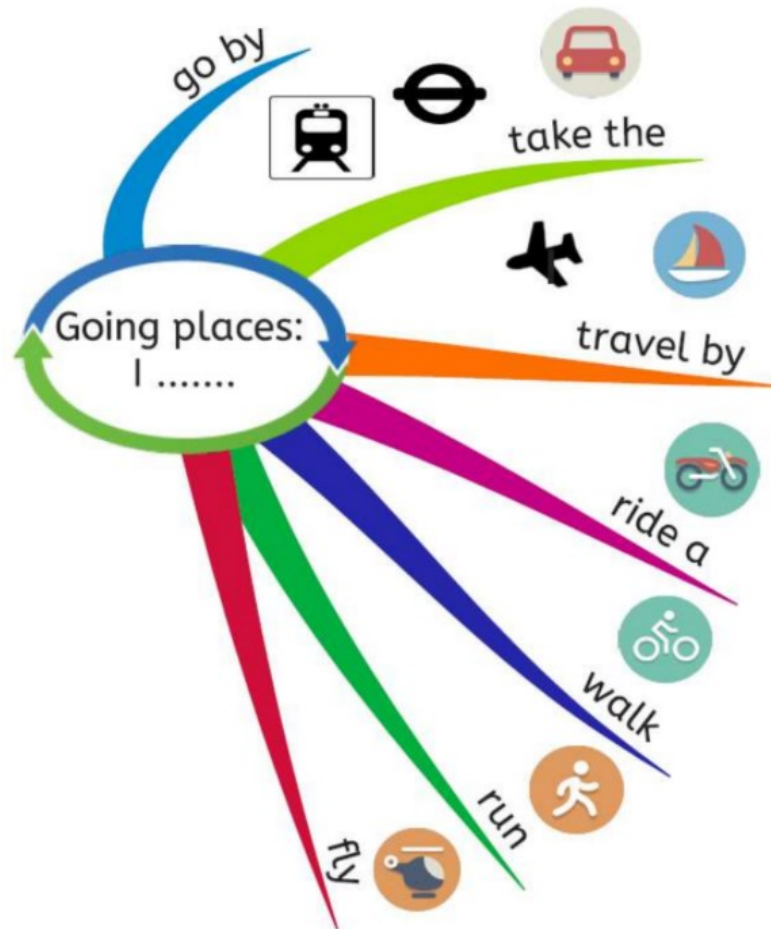 go by
take the
Going places:
I .......
travel by
ride a
walk
run
fly